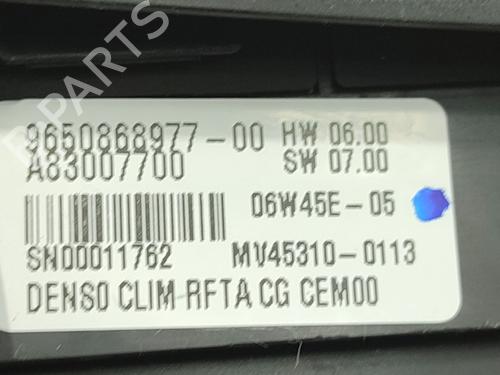 B-PARTS
9650868977-00 HW 06.00
A83007700 SW 07.00
06W45E-05
SN00011762 MV45310-0113
DENSO CLIM RFTA CG CEM00